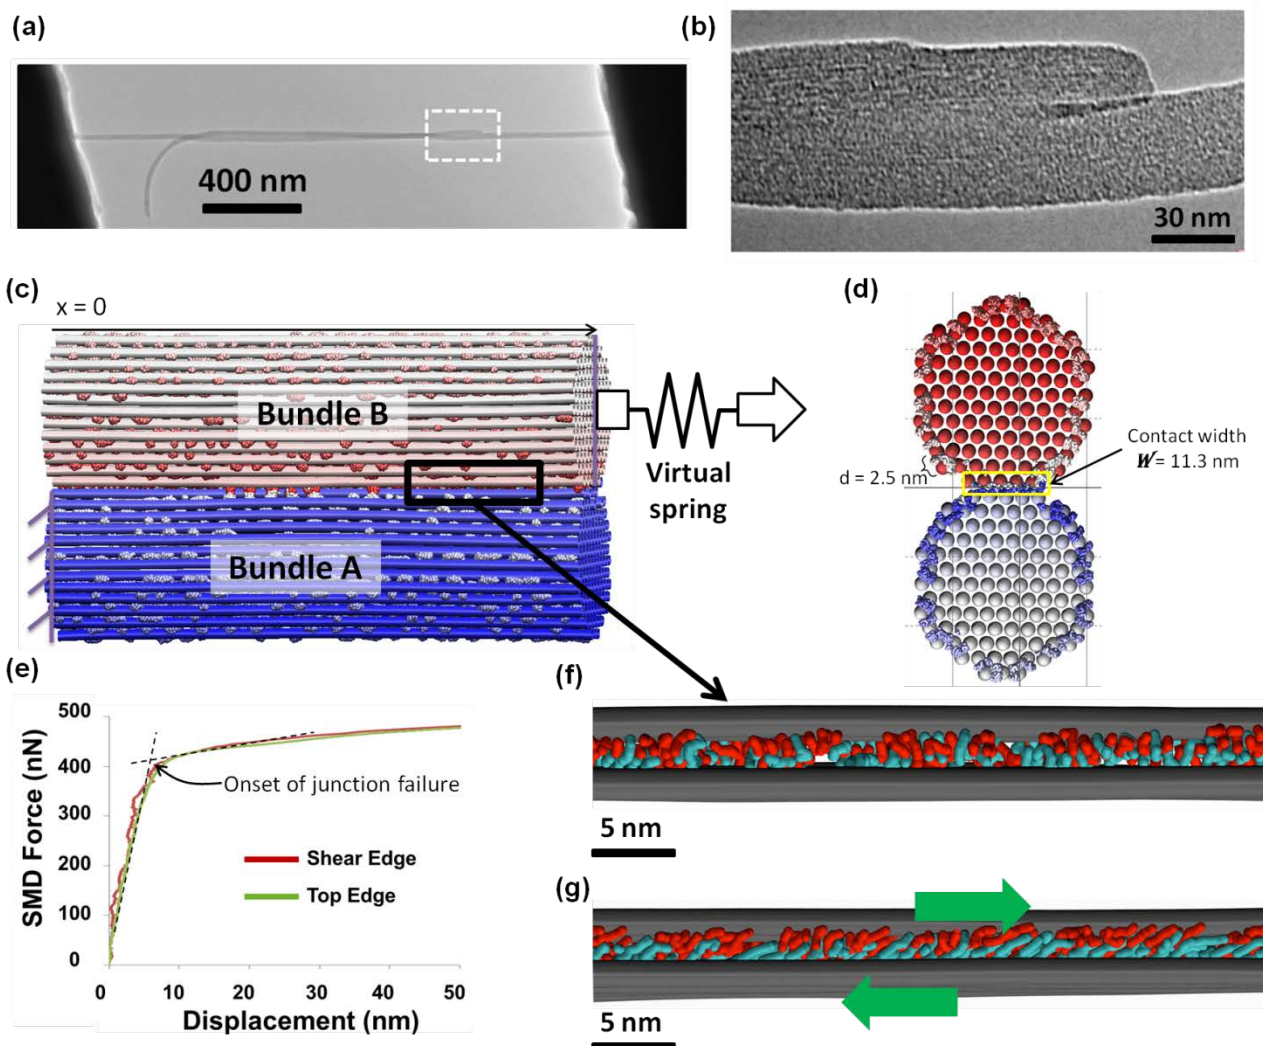 (a)
400 nm
(b)
30 nm
(c)
x = 0
Bundle B
Bundle A
Virtual
spring
(d)
d = 2.5 nm
Contact width
W = 11.3 nm
(e)
500
400
300
200
100
0
SMD Force (nN)
Onset of junction failure
Shear Edge
Top Edge
0 10 20 30 40 50
Displacement (nm)
(f)
5 nm
(g)
5 nm